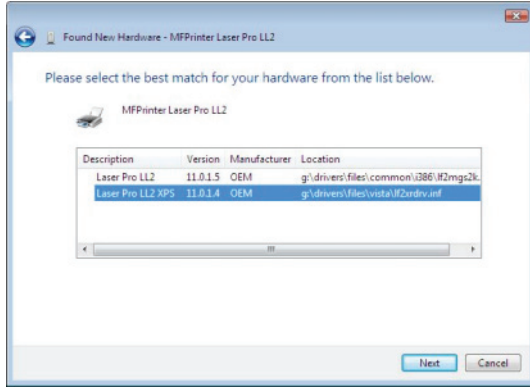 Found New Hardware - MFPrinter Laser Pro LL2
Please select the best match for your hardware from the list below.
MFPrinter Laser Pro LL2
Description Version Manufacturer Location
Laser Pro LL2 11.0.1.5 OEM g:\drivers\files\common\i386\lf2mgs2k.
Laser Pro LL2 XPS 11.0.1.4 OEM g:\drivers\files\vista\lf2xrdrv.inf
Next Cancel